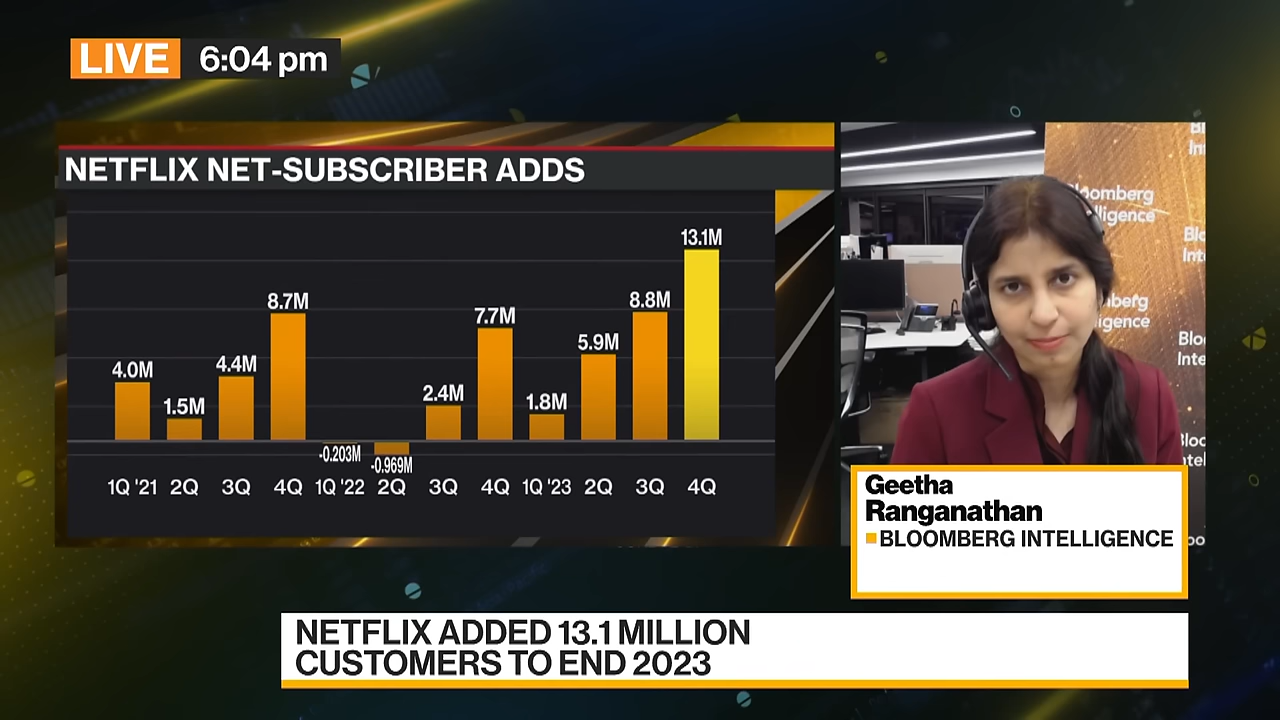 LIVE 6:04 pm
NETFLIX NET-SUBSCRIBER ADDS
13.1M
8.7M
8.8M
7.7M
5.9M
4.0M
4.4M
2.4M
1.8M
1.5M
-0.203M
-0.969M
1Q '21 2Q 3Q 4Q 1Q '22 2Q 3Q 4Q 1Q '23 2Q 3Q 4Q
Bloomberg
Intelligence
Geetha
Ranganathan
BLOOMBERG INTELLIGENCE
NETFLIX ADDED 13.1 MILLION
CUSTOMERS TO END 2023